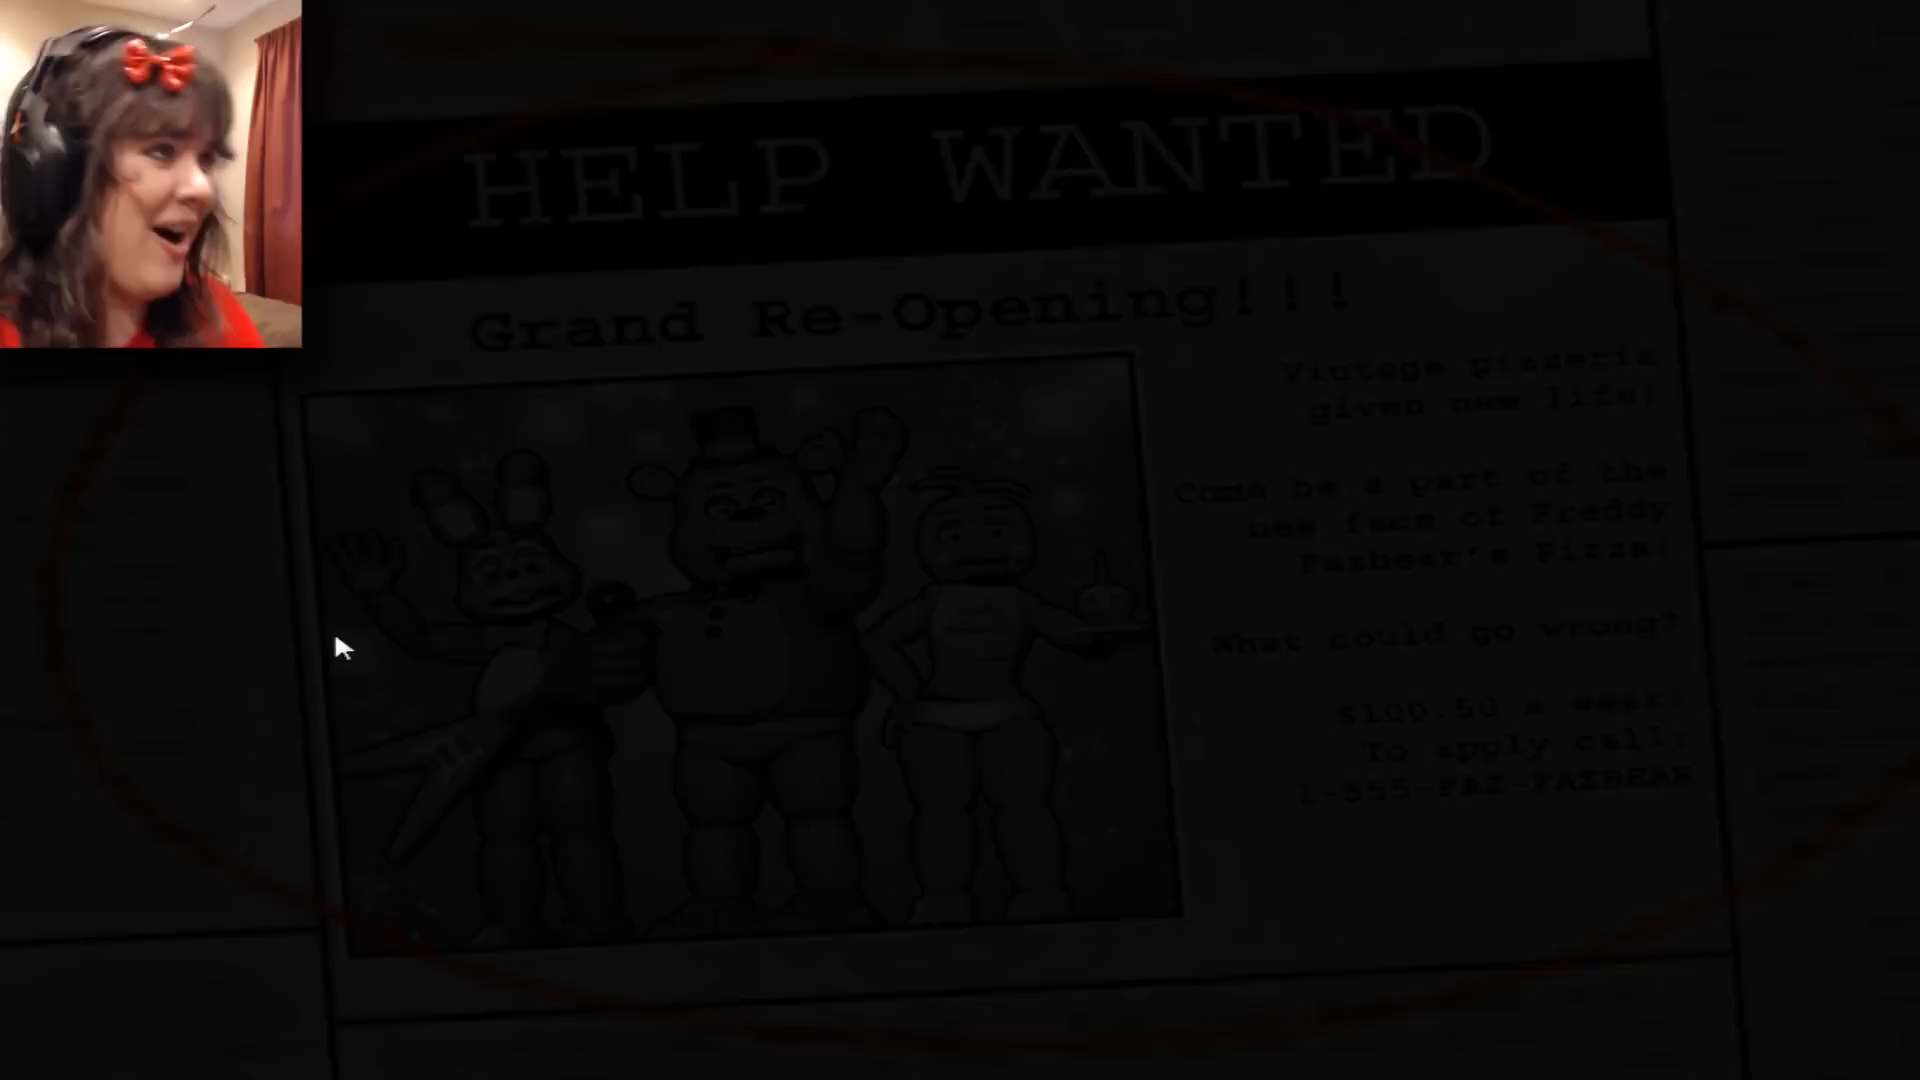 HELP WANTED
Grand Re-Opening!!!
Vintage pizzeria
given new life!
Come be a part of the
new face of Freddy
Fazbear's Pizza!
What could go wrong?
$100.50 a week!
To apply call:
1-555-FAZ-FAZBEAR